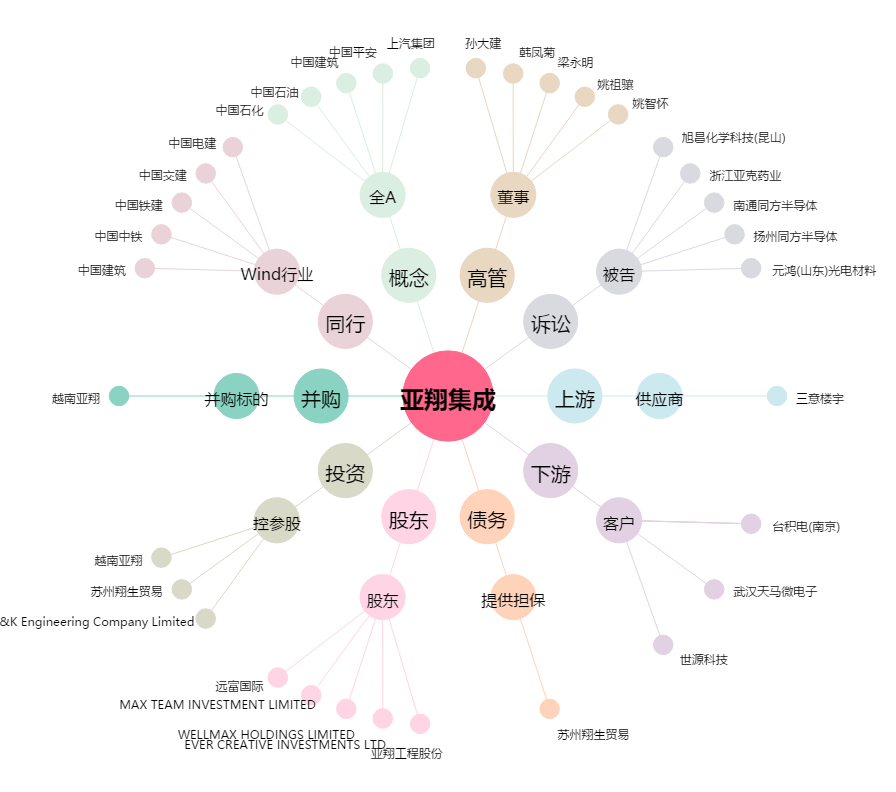 上汽集团
中国平安
中国建筑
中国石油
中国石化
全A
概念
孙大建
韩凤菊
梁永明
姚祖骧
姚智怀
董事
高管
中国电建
中国交建
中国铁建
中国中铁
中国建筑
Wind行业
同行
旭昌化学科技(昆山)
浙江亚克药业
南通同方半导体
扬州同方半导体
元鸿(山东)光电材料
被告
诉讼
越南亚翔
并购标的
并购
亚翔集成
上游
供应商
三意楼宇
投资
控参股
越南亚翔
苏州翔生贸易
&K Engineering Company Limited
下游
客户
台积电(南京)
武汉天马微电子
世源科技
股东
股东
远富国际
MAX TEAM INVESTMENT LIMITED
WELLMAX HOLDINGS LIMITED
EVER CREATIVE INVESTMENTS LTD
亚翔工程股份
债务
提供担保
苏州翔生贸易